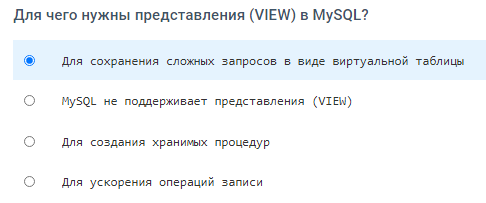 Для чего нужны представления (VIEW) в MySQL?
Для сохранения сложных запросов в виде виртуальной таблицы
MySQL не поддерживает представления (VIEW)
Для создания хранимых процедур
Для ускорения операций записи